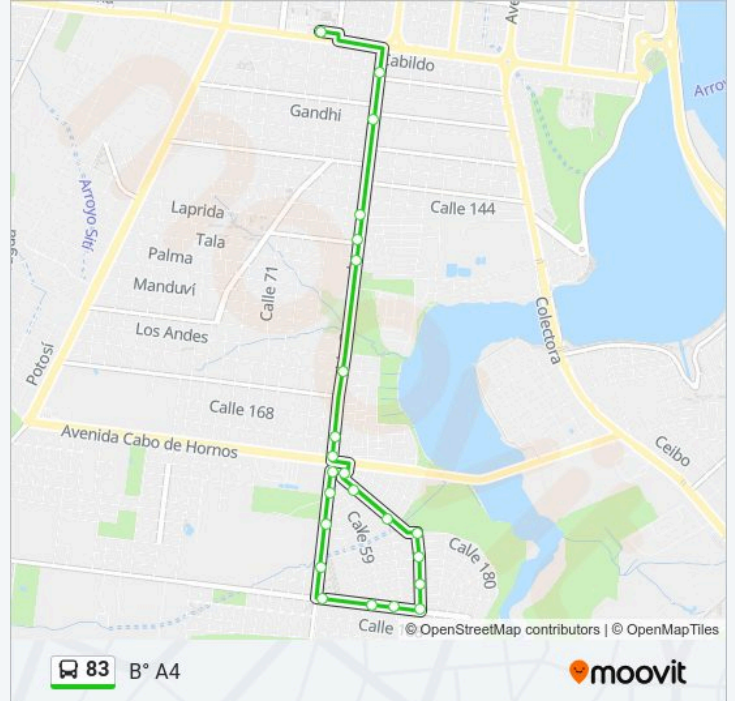 Ave
Cabildo
Gandhi
Arroyo Sití
Laprida
Calle 144
Tala
Palma
Manduví
Calle 71
Los Andes
Colectora
Potosí
Calle 168
Avenida Cabo de Hornos
Ceibo
Calle 59
Calle 180
Calle
© OpenStreetMap contributors | © OpenMapTiles
83 B° A4
moovit